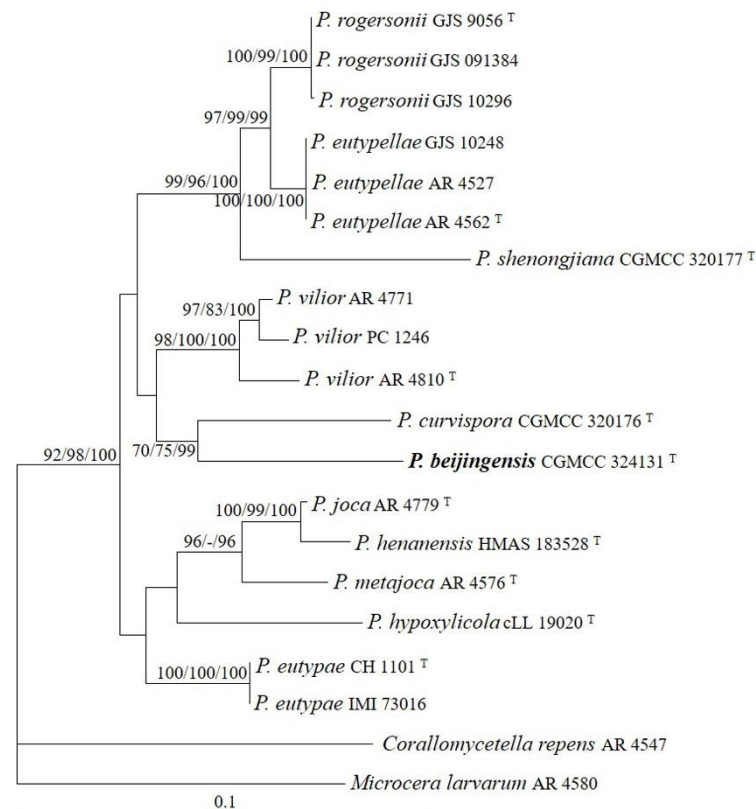 P. rogersonii GJS 9056 T
P. rogersonii GJS 091384
100/99/100
P. rogersonii GJS 10296
97/99/99
P. eutypellae GJS 10248
P. eutypellae AR 4527
99/96/100
100/100/100
P. eutypellae AR 4562 T
P. shenongjiana CGMCC 320177 T
P. vilior AR 4771
97/83/100
P. vilior PC 1246
98/100/100
P. vilior AR 4810 T
P. curvispora CGMCC 320176 T
70/75/99
92/98/100
P. beijingensis CGMCC 324131 T
P. joca AR 4779 T
100/99/100
P. henanensis HMAS 183528 T
96/-/96
P. metajoca AR 4576 T
P. hypoxylicola cLL 19020 T
P. eutypae CH 1101 T
100/100/100
P. eutypae IMI 73016
Corallomycetella repens AR 4547
Microcera larvarum AR 4580
0.1